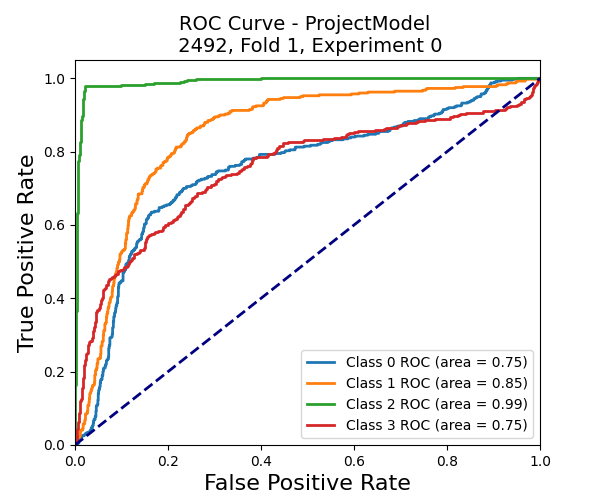 ROC Curve - ProjectModel
2492, Fold 1, Experiment 0
True Positive Rate
1.0
0.8
0.6
0.4
0.2
0.0
Class 0 ROC (area = 0.75)
Class 1 ROC (area = 0.85)
Class 2 ROC (area = 0.99)
Class 3 ROC (area = 0.75)
0.0 0.2 0.4 0.6 0.8 1.0
False Positive Rate